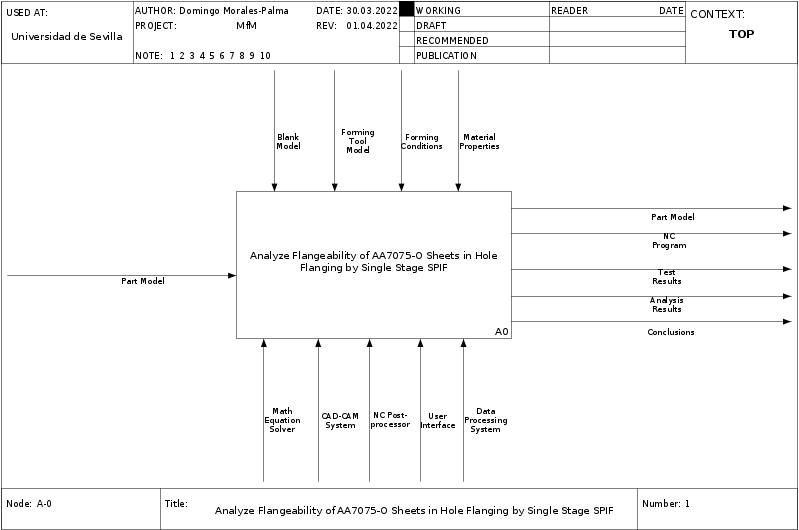 USED AT:
Universidad de Sevilla
AUTHOR: Domingo Morales-Palma
DATE: 30.03.2022
PROJECT: MfM
REV: 01.04.2022
NOTE: 1 2 3 4 5 6 7 8 9 10
WORKING
DRAFT
RECOMMENDED
PUBLICATION
READER DATE
CONTEXT:
TOP
Blank
Model
Forming
Tool
Model
Forming
Conditions
Material
Properties
Analyze Flangeability of AA7075-O Sheets in Hole
Flanging by Single Stage SPIF
A0
Part Model
Part Model
NC
Program
Test
Results
Analysis
Results
Conclusions
Math
Equation
Solver
CAD-CAM
System
NC Post-
processor
User
Interface
Data
Processing
System
Node: A-0
Title:
Analyze Flangeability of AA7075-O Sheets in Hole Flanging by Single Stage SPIF
Number: 1